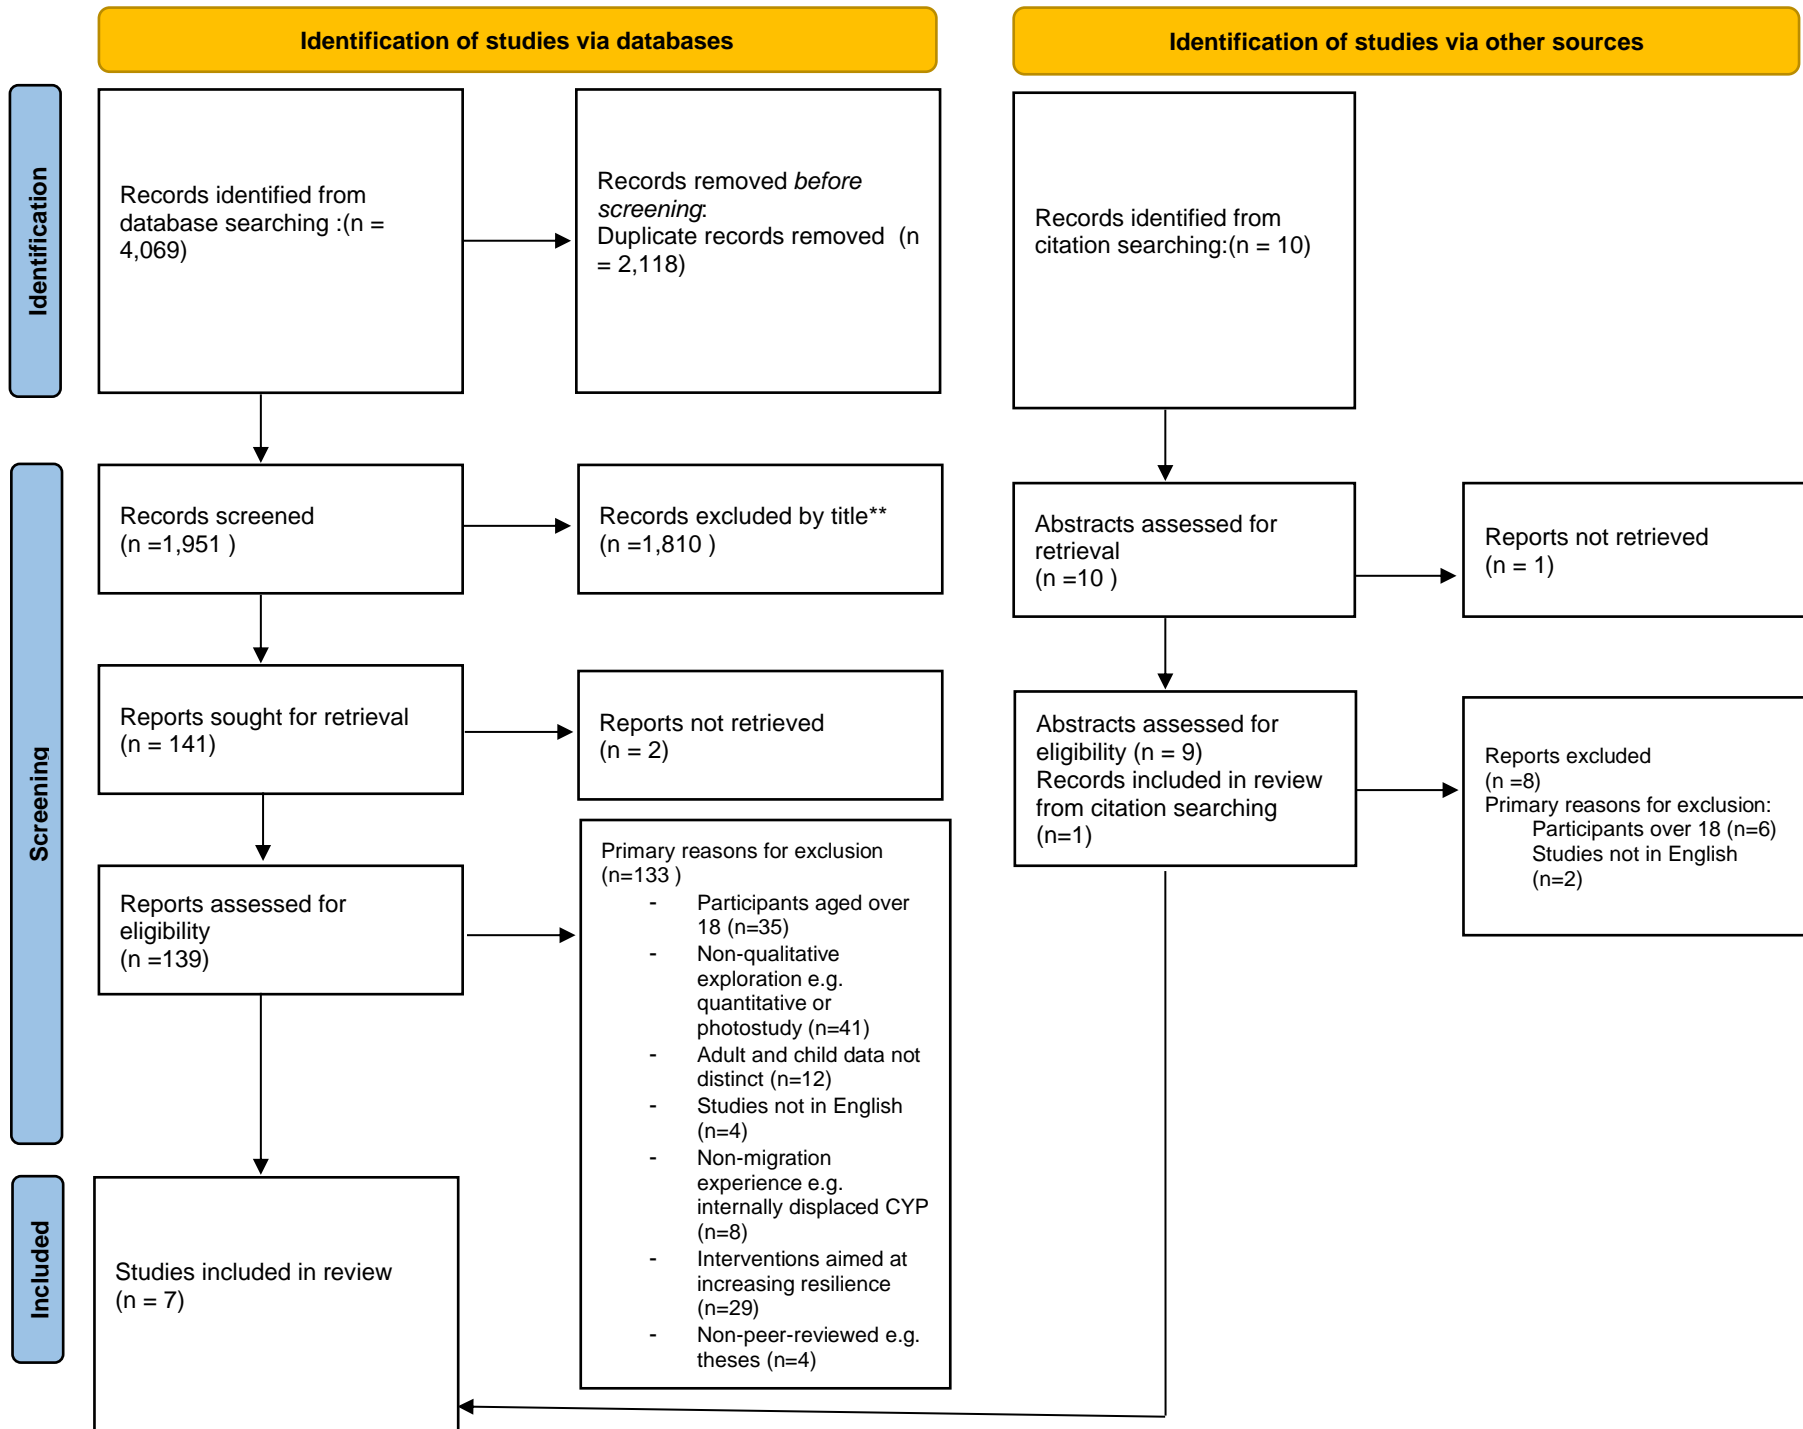 Identification of studies via databases
Identification of studies via other sources
Identification
Records identified from
database searching :(n =
4,069)
Records removed before
screening:
Duplicate records removed  (n
= 2,118)
Records identified from
citation searching:(n = 10)
Screening
Records screened
(n =1,951 )
Records excluded by title**
(n =1,810 )
Abstracts assessed for
retrieval
(n =10 )
Reports not retrieved
(n = 1)
Reports sought for retrieval
(n = 141)
Reports not retrieved
(n = 2)
Abstracts assessed for
eligibility (n = 9)
Records included in review
from citation searching
(n=1)
Reports excluded
(n =8)
Primary reasons for exclusion:
Participants over 18 (n=6)
Studies not in English
(n=2)
Reports assessed for
eligibility
(n =139)
Primary reasons for exclusion
(n=133 )
- Participants aged over
18 (n=35)
- Non-qualitative
exploration e.g.
quantitative or
photostudy (n=41)
- Adult and child data not
distinct (n=12)
- Studies not in English
(n=4)
- Non-migration
experience e.g.
internally displaced CYP
(n=8)
- Interventions aimed at
increasing resilience
(n=29)
- Non-peer-reviewed e.g.
theses (n=4)
Included
Studies included in review
(n = 7)